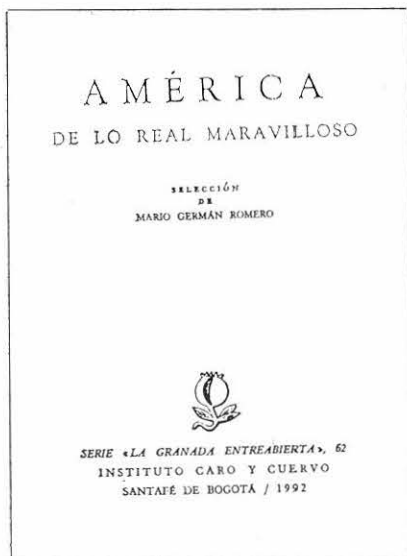 AMÉRICA
DE LO REAL MARAVILLOSO
SELECCIÓN
DE
MARIO GERMÁN ROMERO
SERIE «LA GRANADA ENTREABIERTA», 62
INSTITUTO CARO Y CUERVO
SANTAFÉ DE BOGOTÁ / 1992